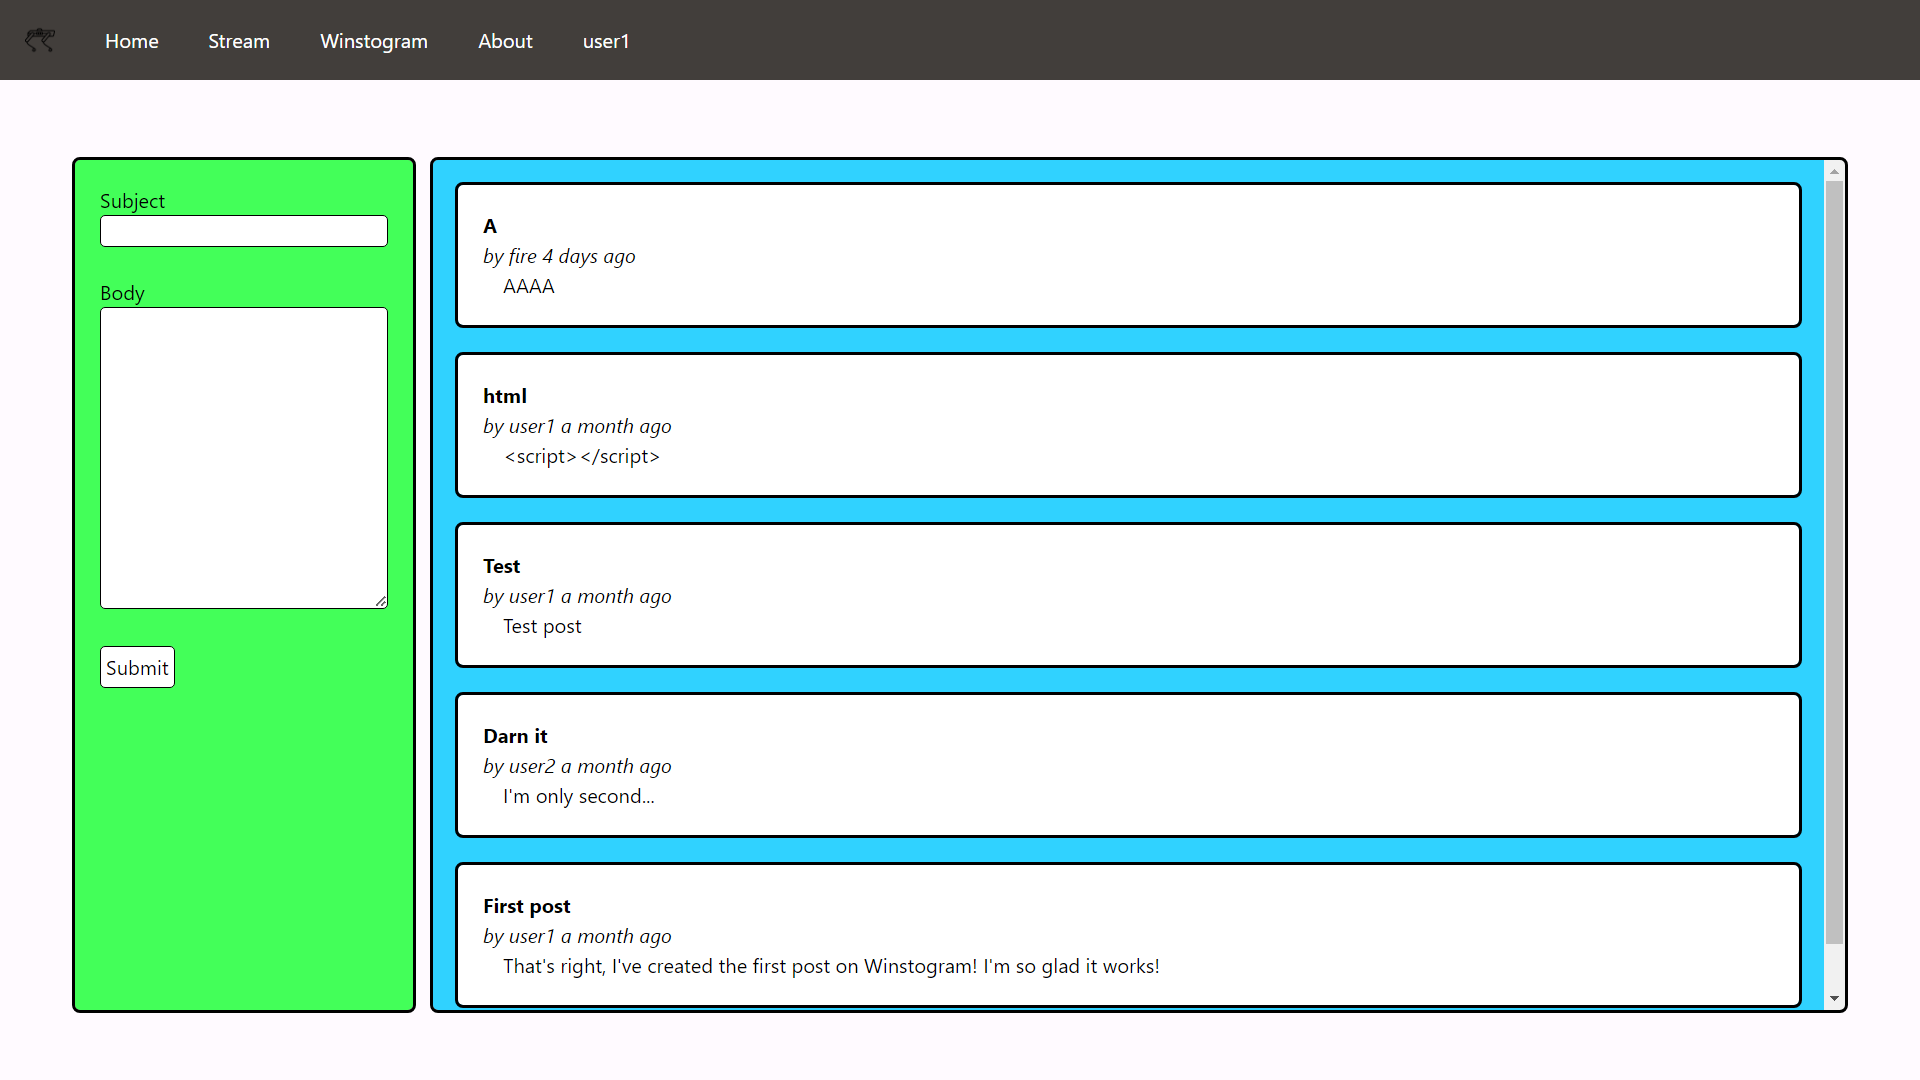 Home
Stream
Winstogram
About
user1
Subject
Body
Submit
A
by fire 4 days ago
AAAA
html
by user1 a month ago
<script></script>
Test
by user1 a month ago
Test post
Darn it
by user2 a month ago
I'm only second...
First post
by user1 a month ago
That's right, I've created the first post on Winstogram! I'm so glad it works!